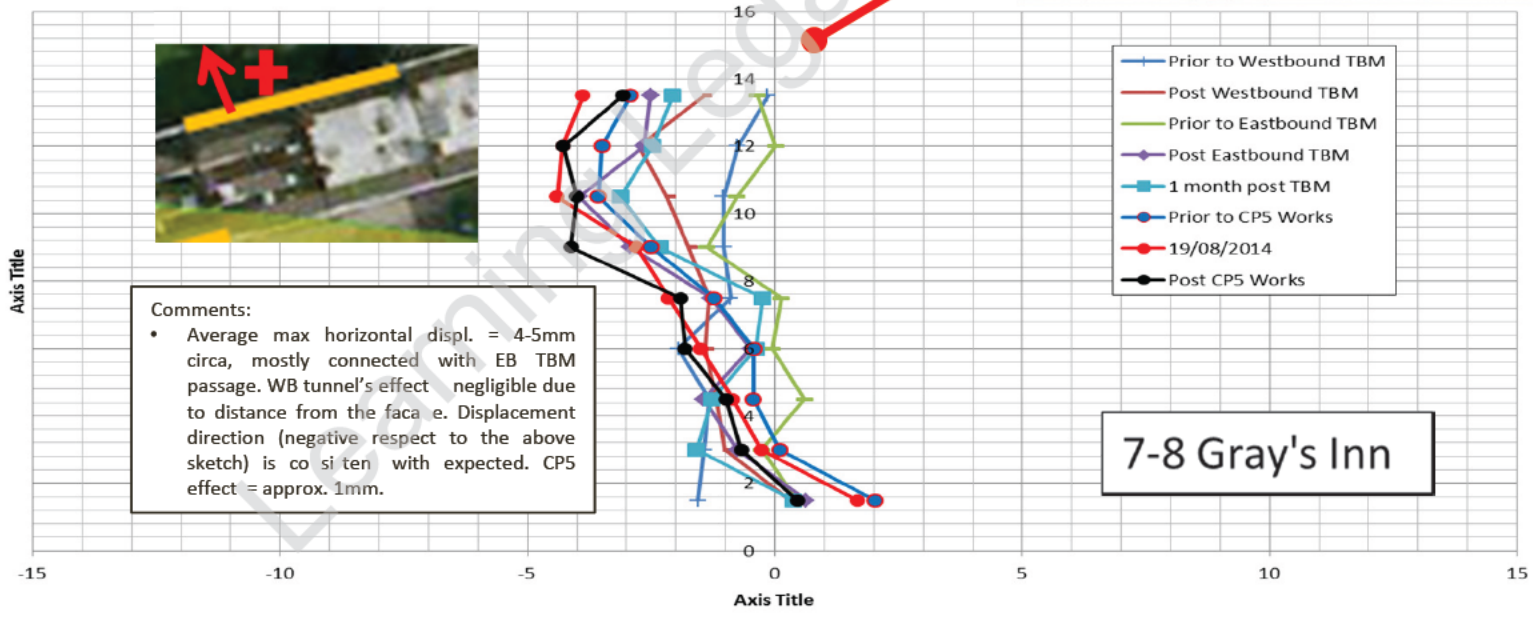 16
14
12
10
8
6
4
2
0
-15
-10
-5
0
5
10
15
Axis Title
Axis Title
Prior to Westbound TBM
Post Westbound TBM
Prior to Eastbound TBM
Post Eastbound TBM
1 month post TBM
Prior to CP5 Works
19/08/2014
Post CP5 Works
Comments:
• Average max horizontal displ. = 4-5mm
circa, mostly connected with EB TBM
passage. WB tunnel's effect negligible due
to distance from the faca e. Displacement
direction (negative respect to the above
sketch) is co si ten with expected. CP5
effect = approx. 1mm.
7-8 Gray's Inn
Learning Lega